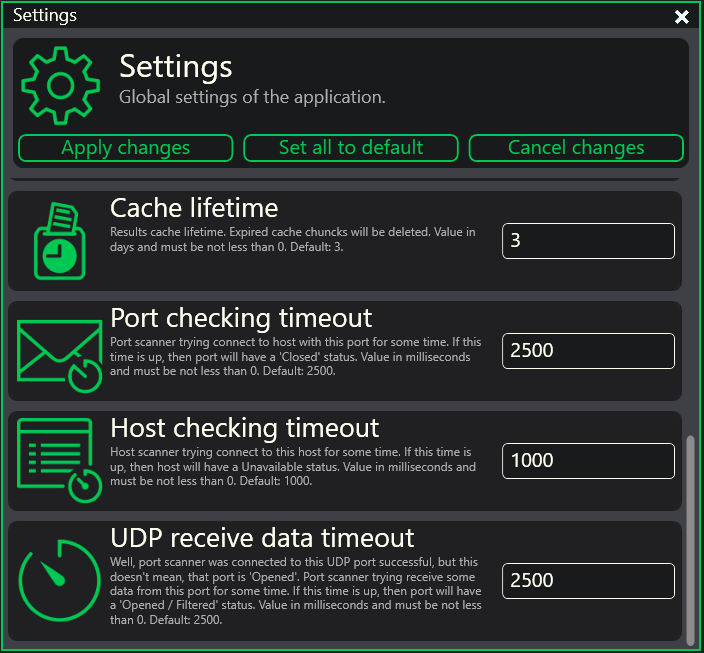 Settings
Settings
Global settings of the application.
Apply changes
Set all to default
Cancel changes
Cache lifetime
Results cache lifetime. Expired cache chuncks will be deleted. Value in
days and must be not less than 0. Default: 3.
3
Port checking timeout
Port scanner trying connect to host with this port for some time. If this
time is up, then port will have a 'Closed' status. Value in milliseconds
and must be not less than 0. Default: 2500.
2500
Host checking timeout
Host scanner trying connect to this host for some time. If this time is
up, then host will have a Unavailable status. Value in milliseconds and
must be not less than 0. Default: 1000.
1000
UDP receive data timeout
Well, port scanner was connected to this UDP port successful, but this
doesn't mean, that port is 'Opened'. Port scanner trying receive some
data from this port for some time. If this time is up, then port will have
a 'Opened / Filtered' status. Value in milliseconds and must be not less
than 0. Default: 2500.
2500